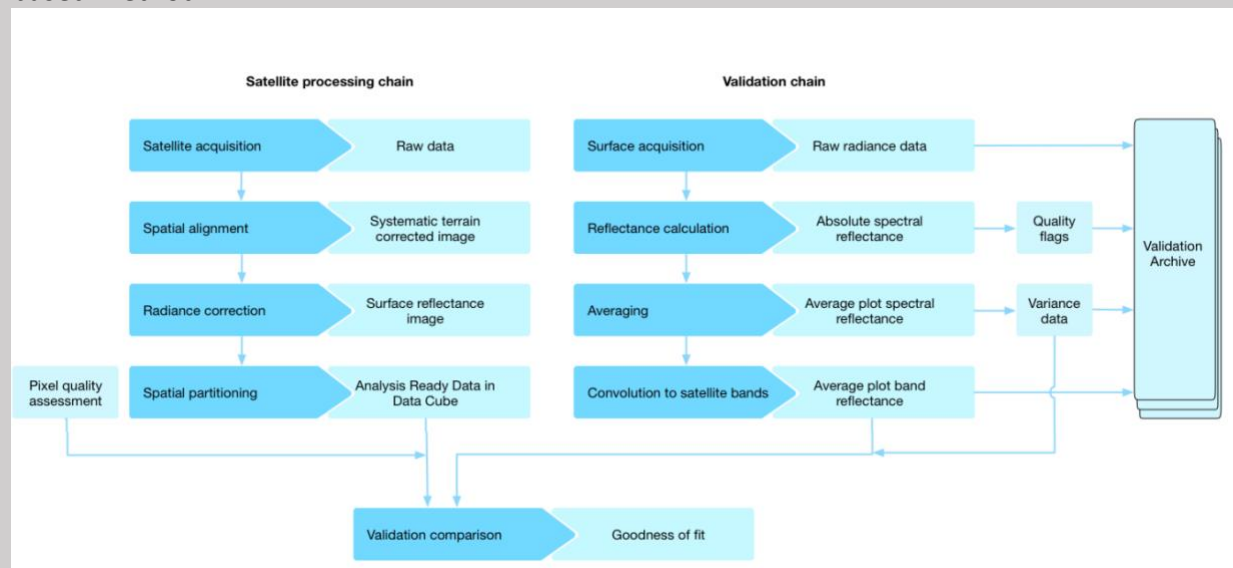 Satellite processing chain
Validation chain
Satellite acquisition
Raw data
Surface acquisition
Raw radiance data
Spatial alignment
Systematic terrain
corrected image
Reflectance calculation
Absolute spectral
reflectance
Quality
flags
Validation
Archive
Radiance correction
Surface reflectance
image
Averaging
Average plot spectral
reflectance
Variance
data
Pixel quality
assessment
Spatial partitioning
Analysis Ready Data in
Data Cube
Convolution to satellite bands
Average plot band
reflectance
Validation comparison
Goodness of fit